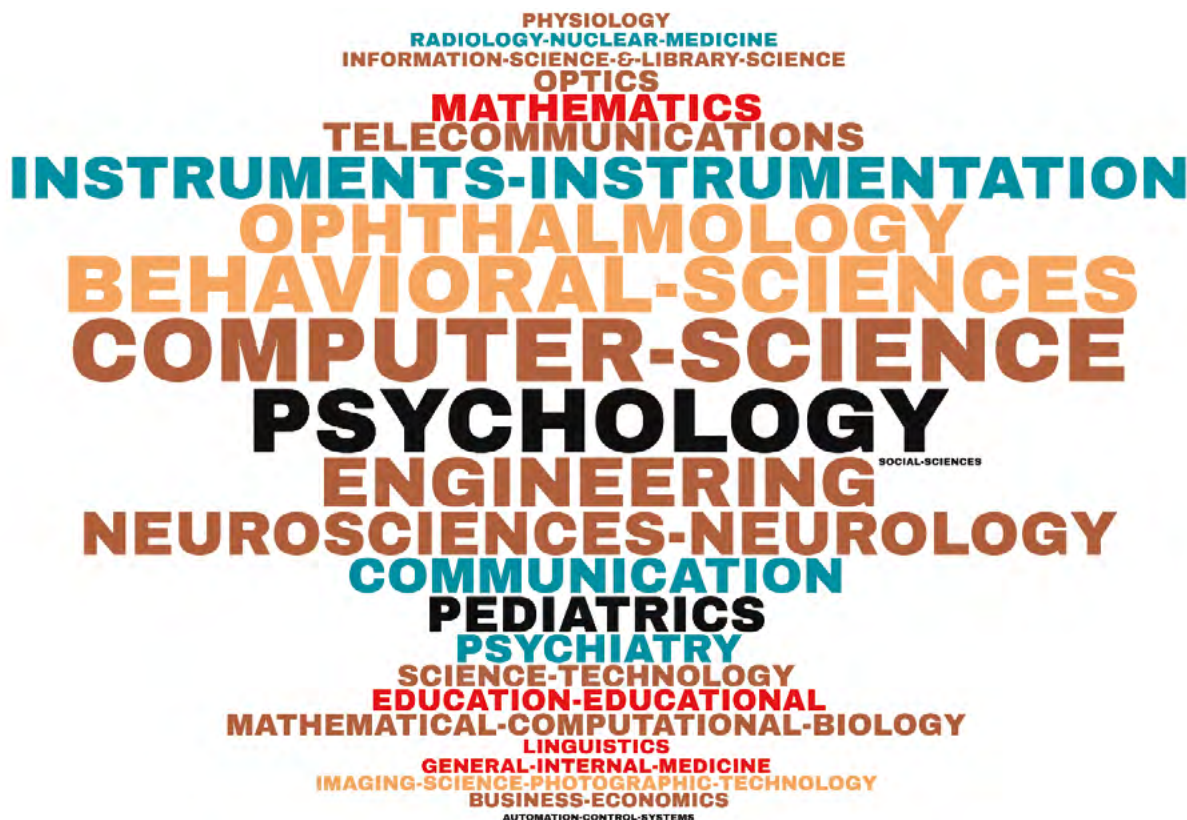 PHYSIOLOGY
RADIOLOGY-NUCLEAR-MEDICINE
INFORMATION-SCIENCE-&-LIBRARY-SCIENCE
OPTICS
MATHEMATICS
TELECOMMUNICATIONS
INSTRUMENTS-INSTRUMENTATION
OPHTHALMOLOGY
BEHAVIORAL-SCIENCES
COMPUTER-SCIENCE
PSYCHOLOGY
SOCIAL-SCIENCES
ENGINEERING
NEUROSCIENCES-NEUROLOGY
COMMUNICATION
PEDIATRICS
PSYCHIATRY
SCIENCE-TECHNOLOGY
EDUCATION-EDUCATIONAL
MATHEMATICAL-COMPUTATIONAL-BIOLOGY
LINGUISTICS
GENERAL-INTERNAL-MEDICINE
IMAGING-SCIENCE-PHOTOGRAPHIC-TECHNOLOGY
BUSINESS-ECONOMICS
AUTOMATION-CONTROL-SYSTEMS